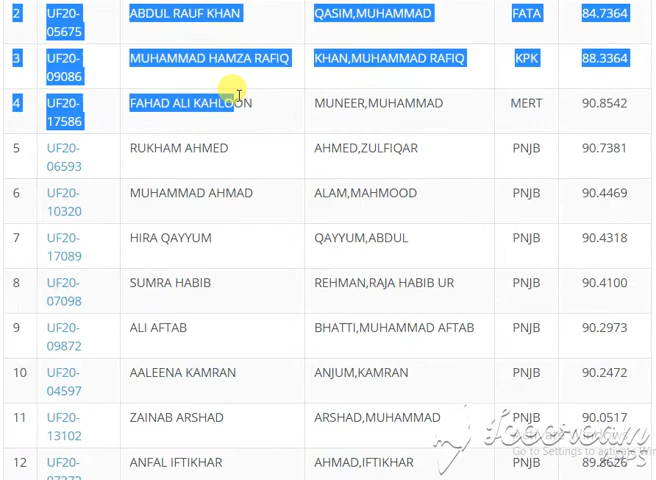 2 UF20- ABDUL RAUF KHAN QASIM,MUHAMMAD FATA 84.7364
05675
3 UF20- MUHAMMAD HAMZA RAFIQ KHAN,MUHAMMAD RAFIQ KPK 88.3364
09086
4 UF20- FAHAD ALI KAHLOON MUNEER,MUHAMMAD MERT 90.8542
17586
5 UF20- RUKHAM AHMED AHMED,ZULFIQAR PNJB 90.7381
06593
6 UF20- MUHAMMAD AHMAD ALAM,MAHMOOD PNJB 90.4469
10320
7 UF20- HIRA QAYYUM QAYYUM,ABDUL PNJB 90.4318
17089
8 UF20- SUMRA HABIB REHMAN,RAJA HABIB UR PNJB 90.4100
07098
9 UF20- ALI AFTAB BHATTI,MUHAMMAD AFTAB PNJB 90.2973
09872
10 UF20- AALEENA KAMRAN ANJUM,KAMRAN PNJB 90.2472
04597
11 UF20- ZAINAB ARSHAD ARSHAD,MUHAMMAD PNJB 90.0517
13102
Icecream
Activate Windows
Go to Settings to activate Win
APPS
12 UF20- ANFAL IFTIKHAR AHMAD,IFTIKHAR PNJB 89.8626